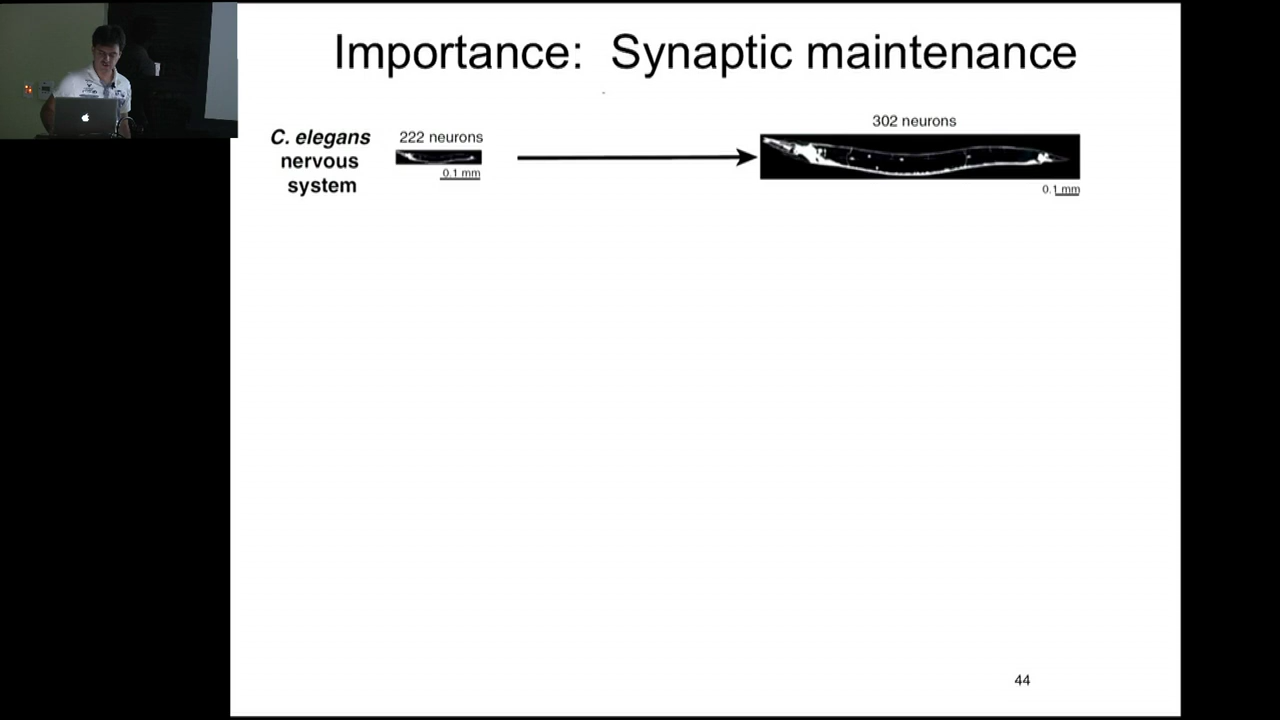 Importance: Synaptic maintenance
C. elegans
nervous
system
222 neurons
0.1 mm
302 neurons
0.1 mm
44